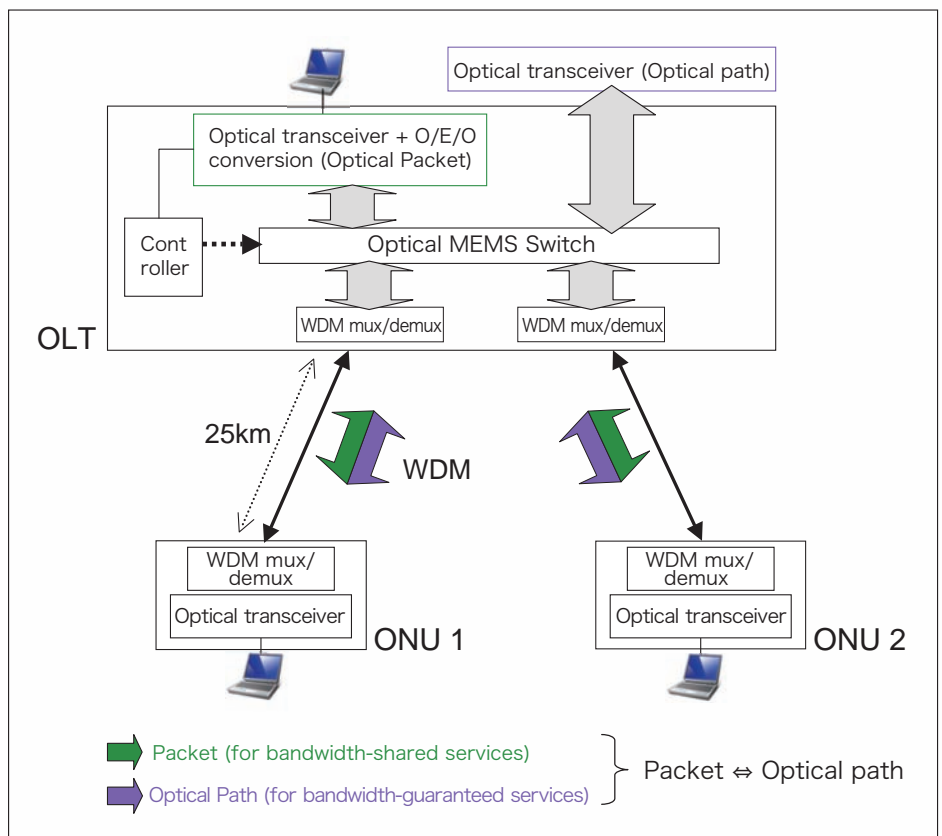 Optical transceiver (Optical path)
Optical transceiver + O/E/O
conversion (Optical Packet)
Cont
roller
Optical MEMS Switch
WDM mux/demux
WDM mux/demux
OLT
25km
WDM
WDM mux/
demux
Optical transceiver
ONU 1
WDM mux/
demux
Optical transceiver
ONU 2
Packet (for bandwidth-shared services)
Optical Path (for bandwidth-guaranteed services)
Packet ⇔ Optical path